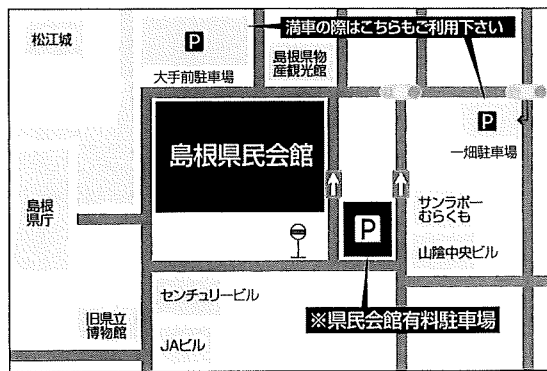 松江城
P
満車の際はこちらもご利用下さい
大手前駐車場
島根県物
産観光館
P
一畑駐車場
島根県民会館
島根
県庁
サンラポー
むらくも
P
山陰中央ビル
センチュリービル
※県民会館有料駐車場
旧県立
博物館
JAビル